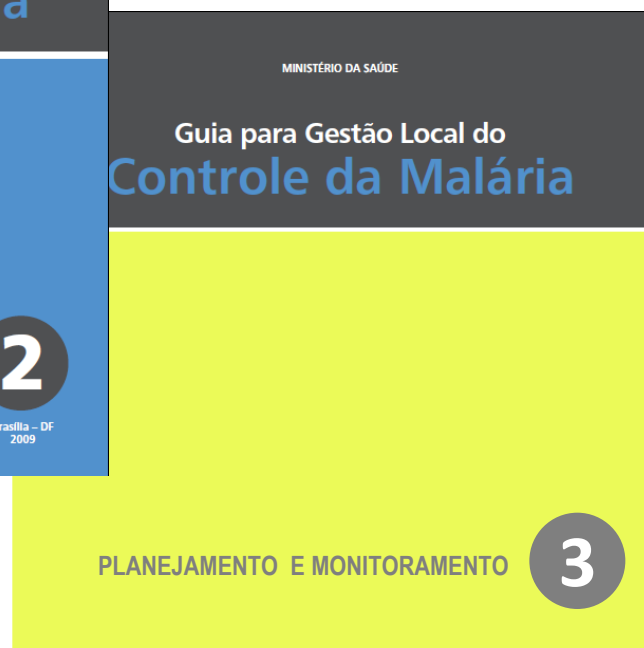 a
MINISTÉRIO DA SAÚDE
Guia para Gestão Local do
Controle da Malária
2
rasília – DF
2009
PLANEJAMENTO E MONITORAMENTO
3